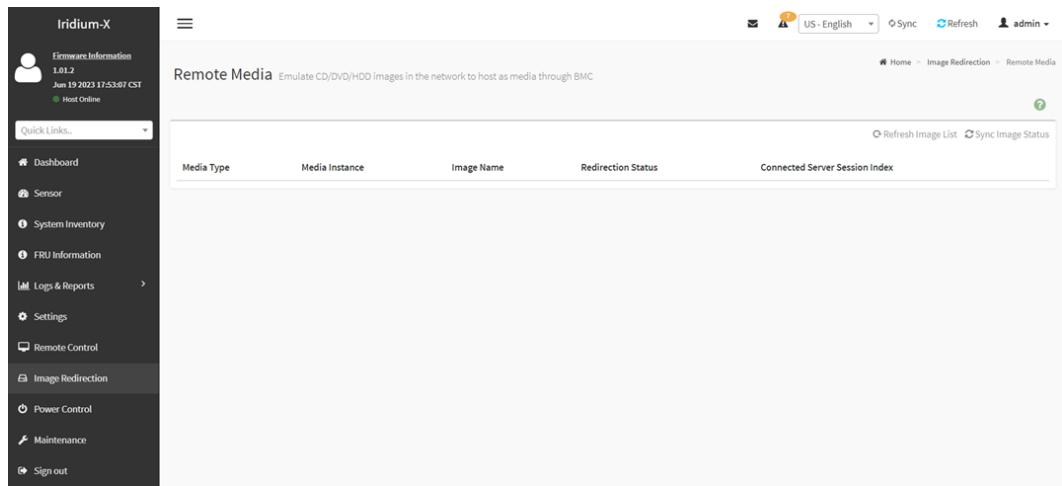 Iridium-X
7
US - English
Sync
Refresh
admin
Firmware Information
1.01.2
Jun 19 2023 17:53:07 CST
Host Online
Quick Links..
Dashboard
Sensor
System Inventory
FRU Information
Logs & Reports
Settings
Remote Control
Image Redirection
Power Control
Maintenance
Sign out
Remote Media Emulate CD/DVD/HDD images in the network to host as media through BMC
Home > Image Redirection > Remote Media
Refresh Image List Sync Image Status
Media Type Media Instance Image Name Redirection Status Connected Server Session Index